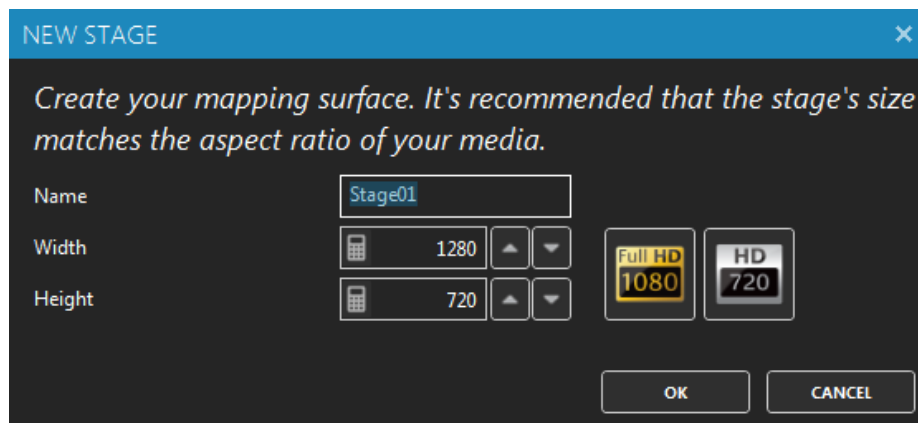 NEW STAGE
Create your mapping surface. It's recommended that the stage's size
matches the aspect ratio of your media.
Name Stage01
Width 1280
Height 720
Full HD
1080
HD
720
OK CANCEL